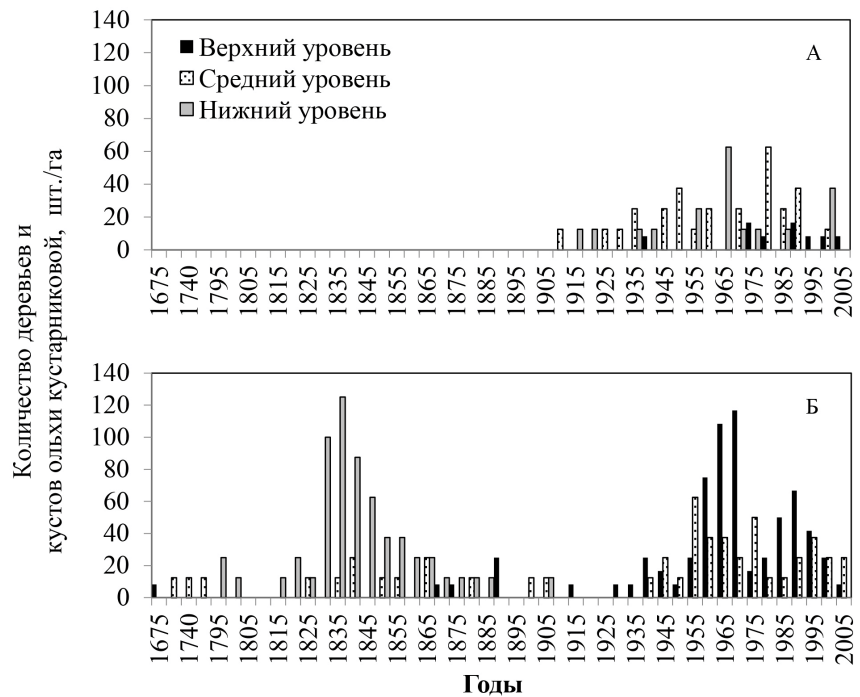 Количество деревьев и
кустов ольхи кустарниковой, шт./га
140
120
100
80
60
40
20
0
Верхний уровень
Средний уровень
Нижний уровень
А
1675 1740 1795 1805 1815 1825 1835 1845 1855 1865 1875 1885 1895 1905 1915 1925 1935 1945 1955 1965 1975 1985 1995 2005
140
120
100
80
60
40
20
0
Б
1675 1740 1795 1805 1815 1825 1835 1845 1855 1865 1875 1885 1895 1905 1915 1925 1935 1945 1955 1965 1975 1985 1995 2005
Годы